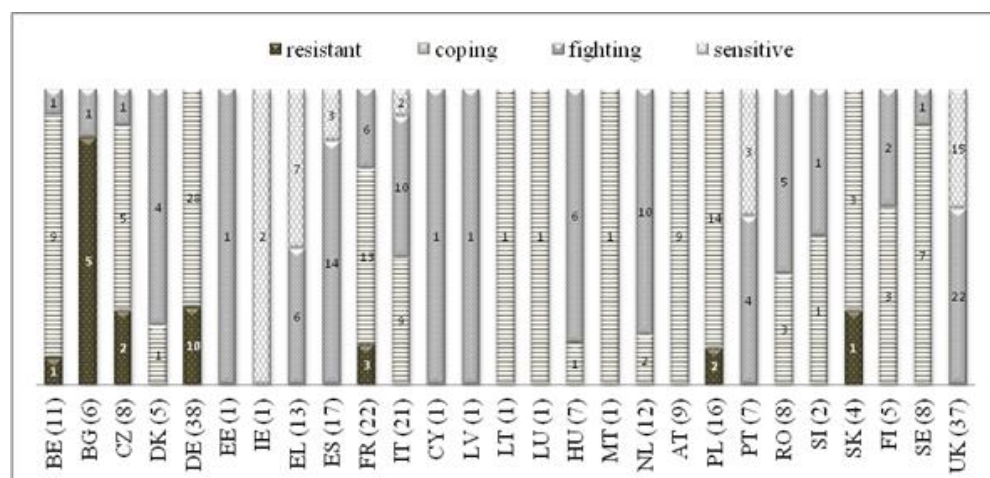 resistant coping fighting sensitive
1
9
1
1
5
1
5
2
4
1
28
10
1
2
7
6
3
14
6
13
3
2
10
9
1
1
1
1
6
1
1
10
2
9
14
2
3
4
5
3
1
1
3
1
2
3
1
7
15
22
BE (11)
BG (6)
CZ (8)
DK (5)
DE (38)
EE (1)
IE (1)
EL (13)
ES (17)
FR (22)
IT (21)
CY (1)
LV (1)
LT (1)
LU (1)
HU (7)
MT (1)
NL (12)
AT (9)
PL (16)
PT (7)
RO (8)
SI (2)
SK (4)
FI (5)
SE (8)
UK (37)